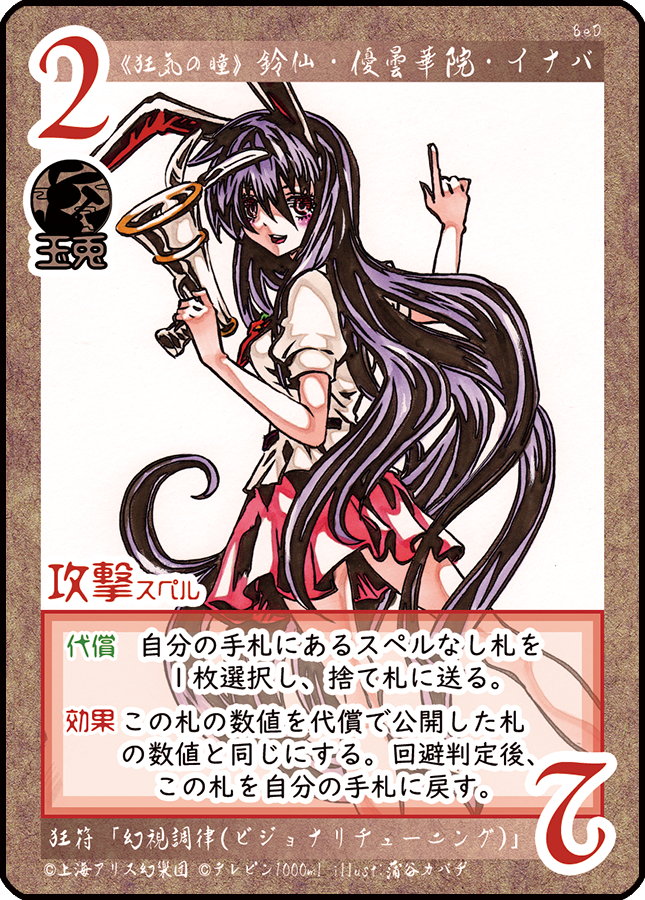 BeD
2
《狂気の瞳》 鈴仙・優曇華院・イナバ
玉兎
攻撃スペル
代償 自分の手札にあるスペルなし札を
1枚選択し、捨て札に送る。
効果 この札の数値を代償で公開した札
の数値と同じにする。回避判定後、
この札を自分の手札に戻す。
2
狂符「幻視調律(ビジョナリチューニング)」
©上海アリス幻樂団 ©テレピン1000ml illust:蒲谷カバヂ